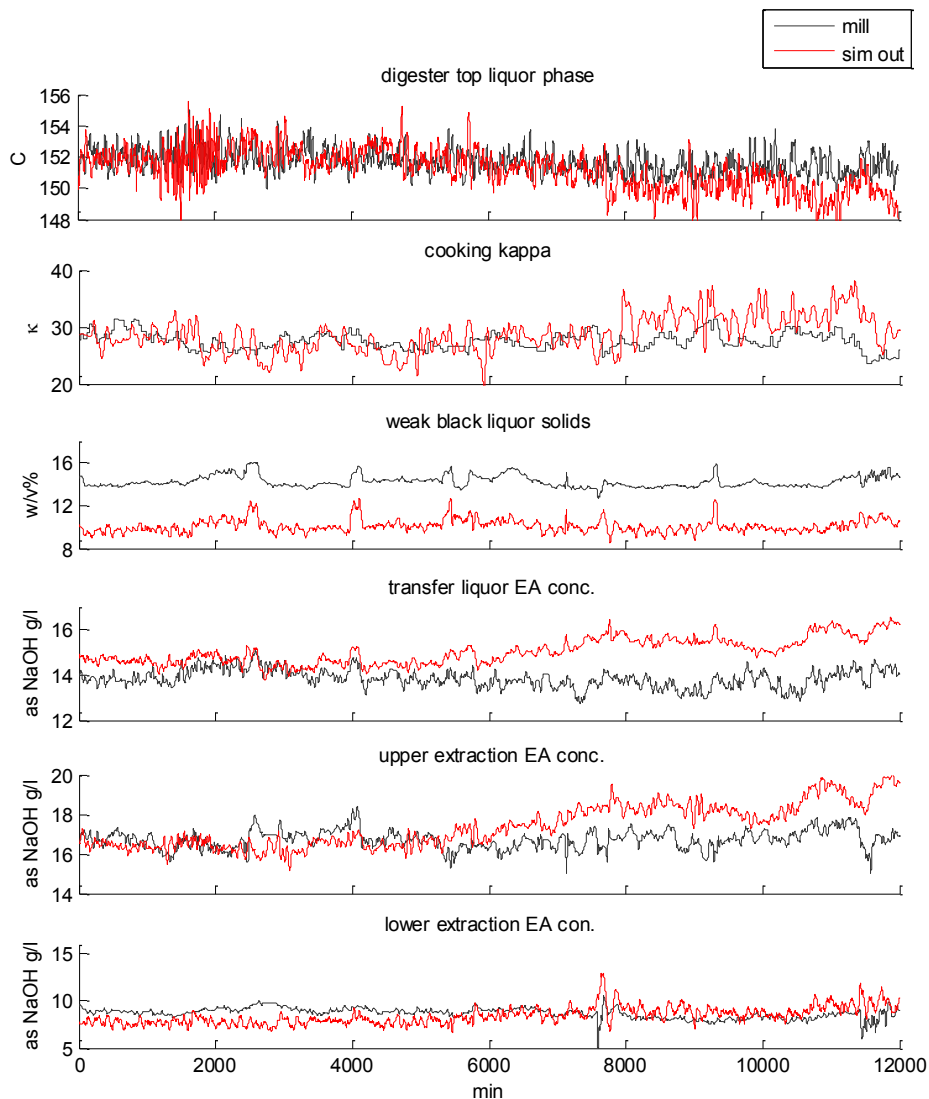 mill
sim out
digester top liquor phase
156
154
152
150
148
C
cooking kappa
40
30
20
κ
weak black liquor solids
16
12
8
w/v%
transfer liquor EA conc.
16
14
12
as NaOH g/l
upper extraction EA conc.
20
18
16
14
as NaOH g/l
lower extraction EA con.
15
10
5
as NaOH g/l
0 2000 4000 6000 8000 10000 12000
min